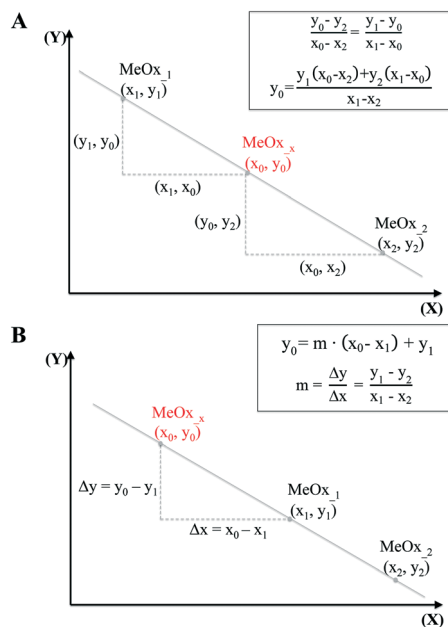 A
(Y)
y₀ - y₂ / x₀ - x₂ = y₁ - y₀ / x₁ - x₀
y₀= y₁(x₀-x₂)+y₂(x₁-x₀) / x₁-x₂
MeOx_1
(x₁, y₁)
(y₁, y₀)
MeOx_x
(x₀, y₀)
(x₁, x₀)
(y₀, y₂)
MeOx_2
(x₂, y₂)
(x₀, x₂)
(X)
B
(Y)
y₀= m · (x₀- x₁) + y₁
m = Δy / Δx = y₁ - y₂ / x₁ - x₂
MeOx_x
(x₀, y₀)
Δy = y₀ – y₁
MeOx_1
(x₁, y₁)
Δx = x₀ – x₁
MeOx_2
(x₂, y₂)
(X)